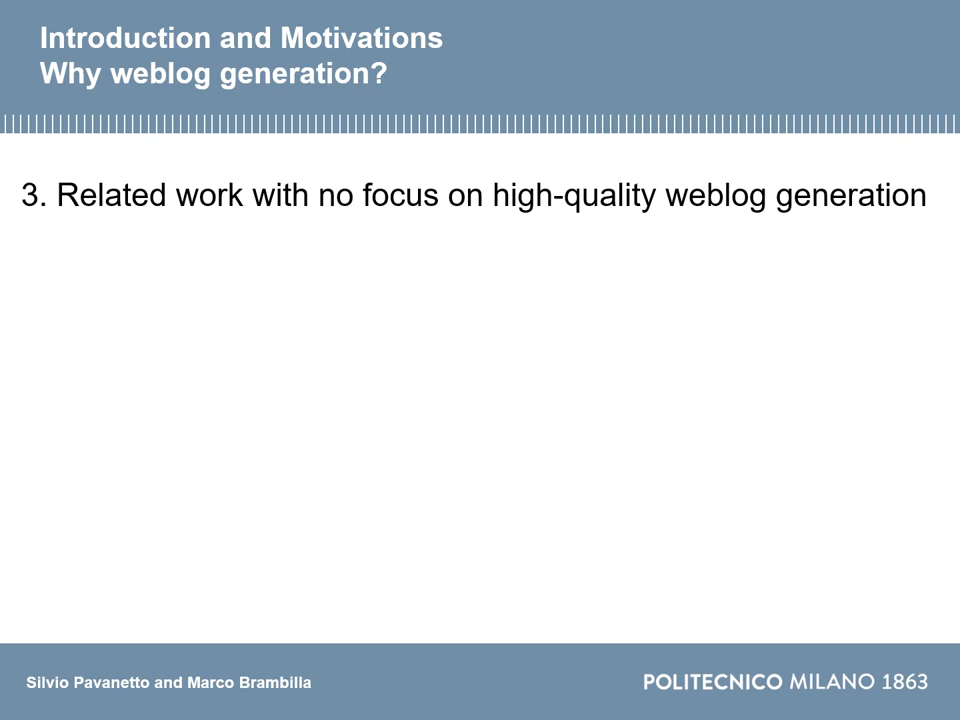 Introduction and Motivations
Why weblog generation?
3. Related work with no focus on high-quality weblog generation
Silvio Pavanetto and Marco Brambilla
POLITECNICO MILANO 1863